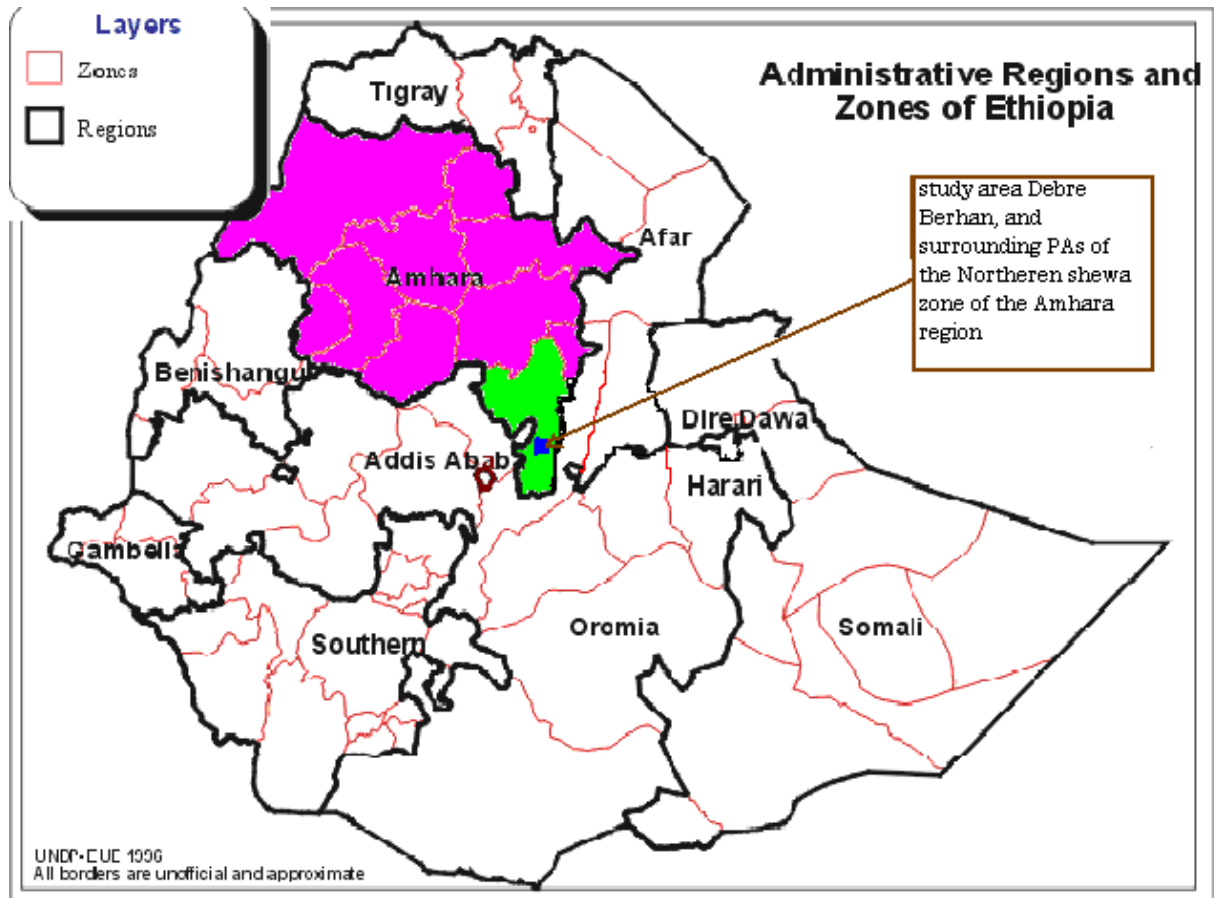 Layers
Zones
Regions
Administrative Regions and
Zones of Ethiopia
study area Debre
Berhan, and
surrounding PAs of
the Northeren shewa
zone of the Amhara
region
Tigray
Afar
Amhara
Benishangul
Dire Dawa
Addis Ababa
Harari
Gambella
Oromia
Somali
Southern
UNDP-EUE 1996
All borders are unofficial and approximate